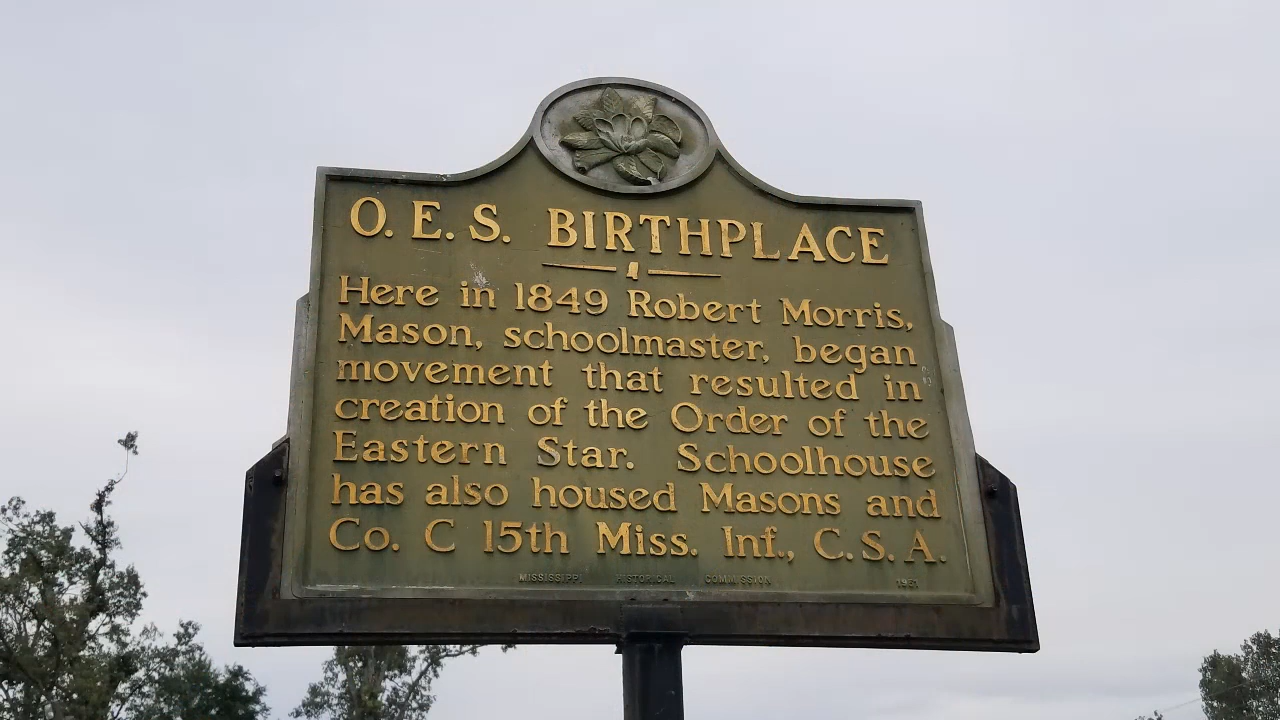 O. E. S. BIRTHPLACE
Here in 1849 Robert Morris,
Mason, schoolmaster, began
movement that resulted in
creation of the Order of the
Eastern Star. Schoolhouse
has also housed Masons and
Co. C 15th Miss. Inf., C. S. A.
MISSISSIPPI HISTORICAL COMMISSION